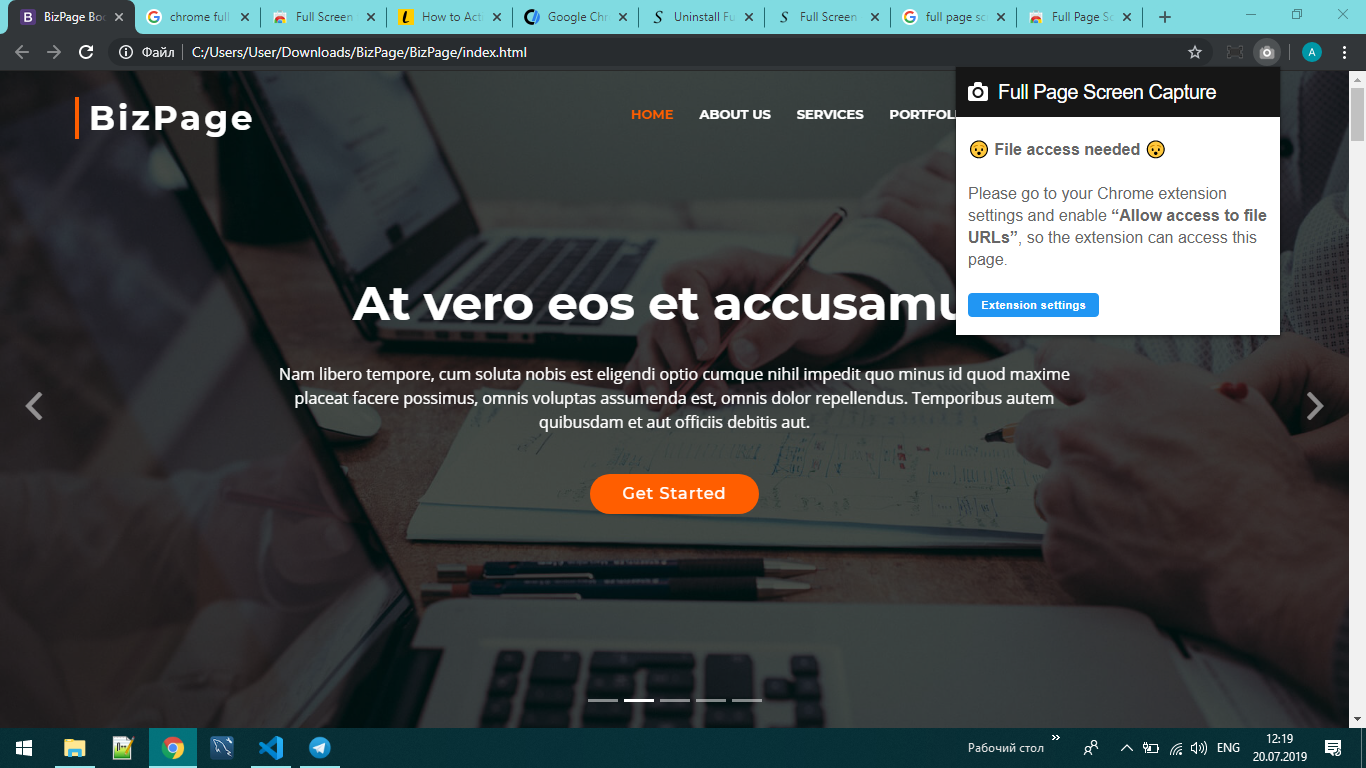 BizPage Boo
chrome full
Full Screen
How to Act
Google Chr
Uninstall Fu
Full Screen
full page sc
Full Page Sc
Файл
C:/Users/User/Downloads/BizPage/BizPage/index.html
A
Full Page Screen Capture
BizPage
HOME
ABOUT US
SERVICES
PORTFOL
File access needed
Please go to your Chrome extension
settings and enable “Allow access to file
URLs”, so the extension can access this
page.
Extension settings
At vero eos et accusamu
Nam libero tempore, cum soluta nobis est eligendi optio cumque nihil impedit quo minus id quod maxime
placeat facere possimus, omnis voluptas assumenda est, omnis dolor repellendus. Temporibus autem
quibusdam et aut officiis debitis aut.
Get Started
Рабочий стол
ENG
12:19
20.07.2019